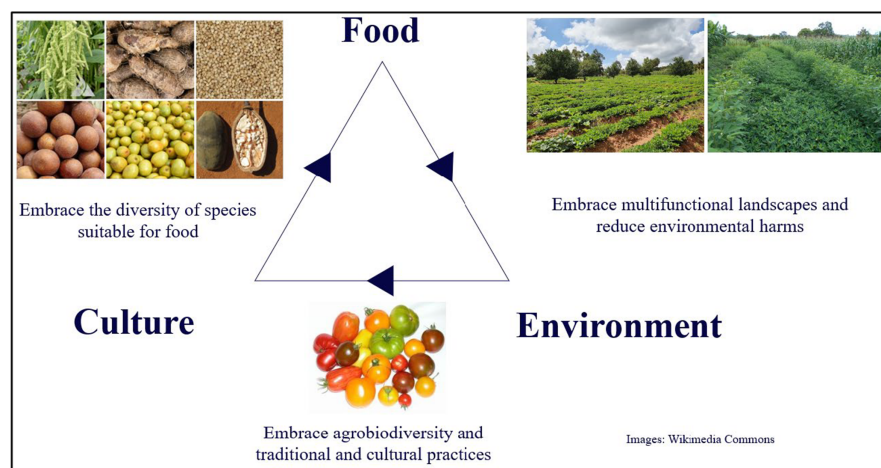 Food
Embrace the diversity of species
suitable for food
Embrace multifunctional landscapes and
reduce environmental harms
Culture
Environment
Embrace agrobiodiversity and
traditional and cultural practices
Images: Wikimedia Commons